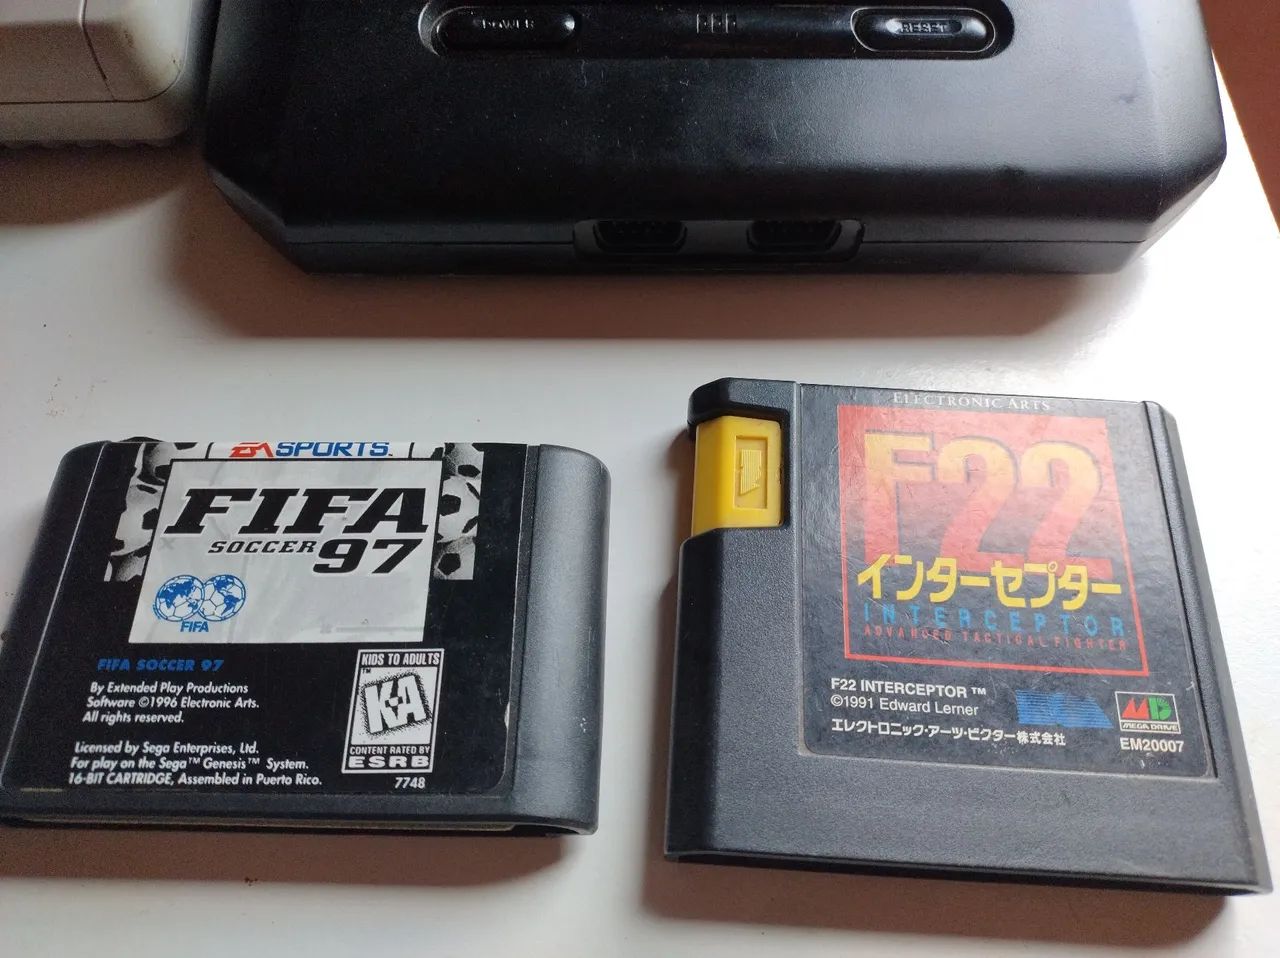 POWER
RESET
EA SPORTS™
FIFA
SOCCER 97
FIFA
FIFA SOCCER 97
By Extended Play Productions
Software ©1996 Electronic Arts.
All rights reserved.
Licensed by Sega Enterprises, Ltd.
For play on the Sega™ Genesis™ System.
16-BIT CARTRIDGE, Assembled in Puerto Rico.
KIDS TO ADULTS
™
K-A
CONTENT RATED BY
ESRB
7748
ELECTRONIC ARTS
F22
インターセプター
INTERCEPTOR
ADVANCED TACTICAL FIGHTER
F22 INTERCEPTOR™
©1991 Edward Lerner
エレクトロニック・アーツ・ビクター株式会社
MD
MEGA DRIVE
EM20007